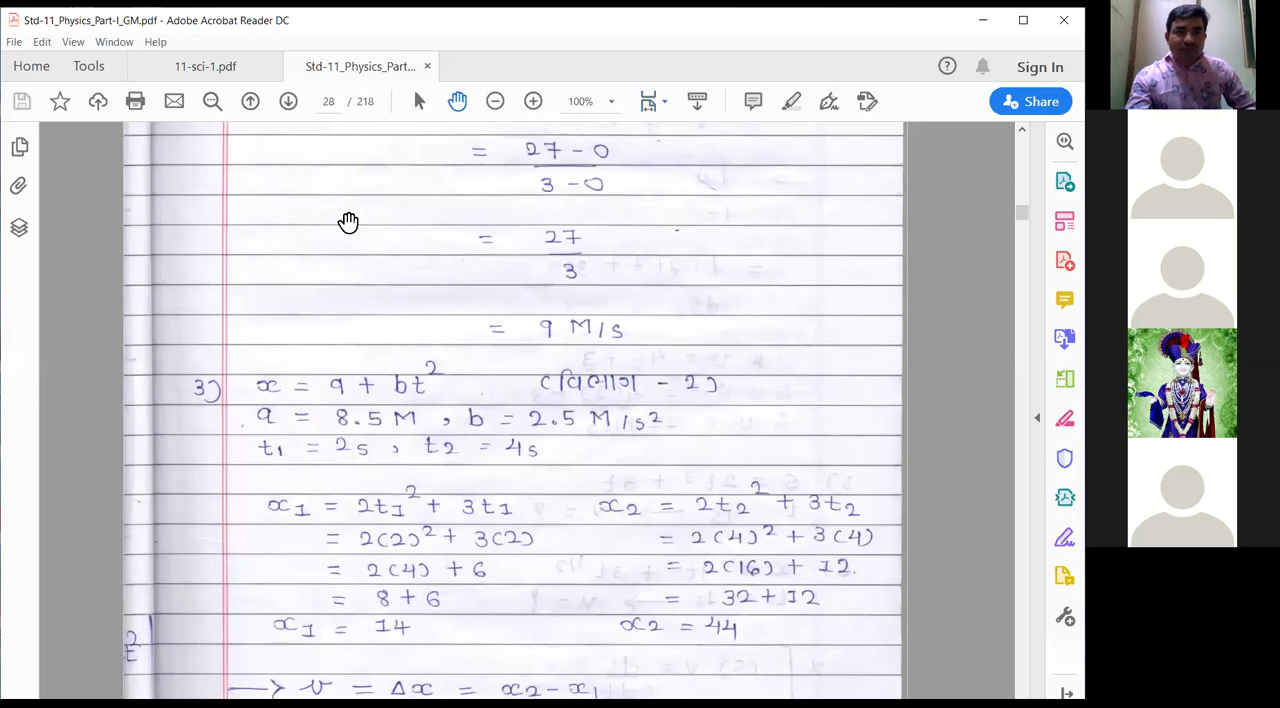 Std-11_Physics_Part-I_GM.pdf - Adobe Acrobat Reader DC
File Edit View Window Help
Home Tools 11-sci-1.pdf Std-11_Physics_Part... ×
Sign In
28 / 218 100% Share
= 27 - 0
3 - 0
= 27
3
= 9 M/s
3) x = a + bt2 (વિભાગ - 2)
a = 8.5 M , b = 2.5 M/s2
t1 = 2s , t2 = 4s
x1 = 2t12 + 3t1 x2 = 2t22 + 3t2
= 2(2)2 + 3(2) = 2(4)2 + 3(4)
= 2(4) + 6 = 2(16) + 12.
= 8 + 6 = 32 + 12
x1 = 14 x2 = 44
→ v = Δx = x2 - x1